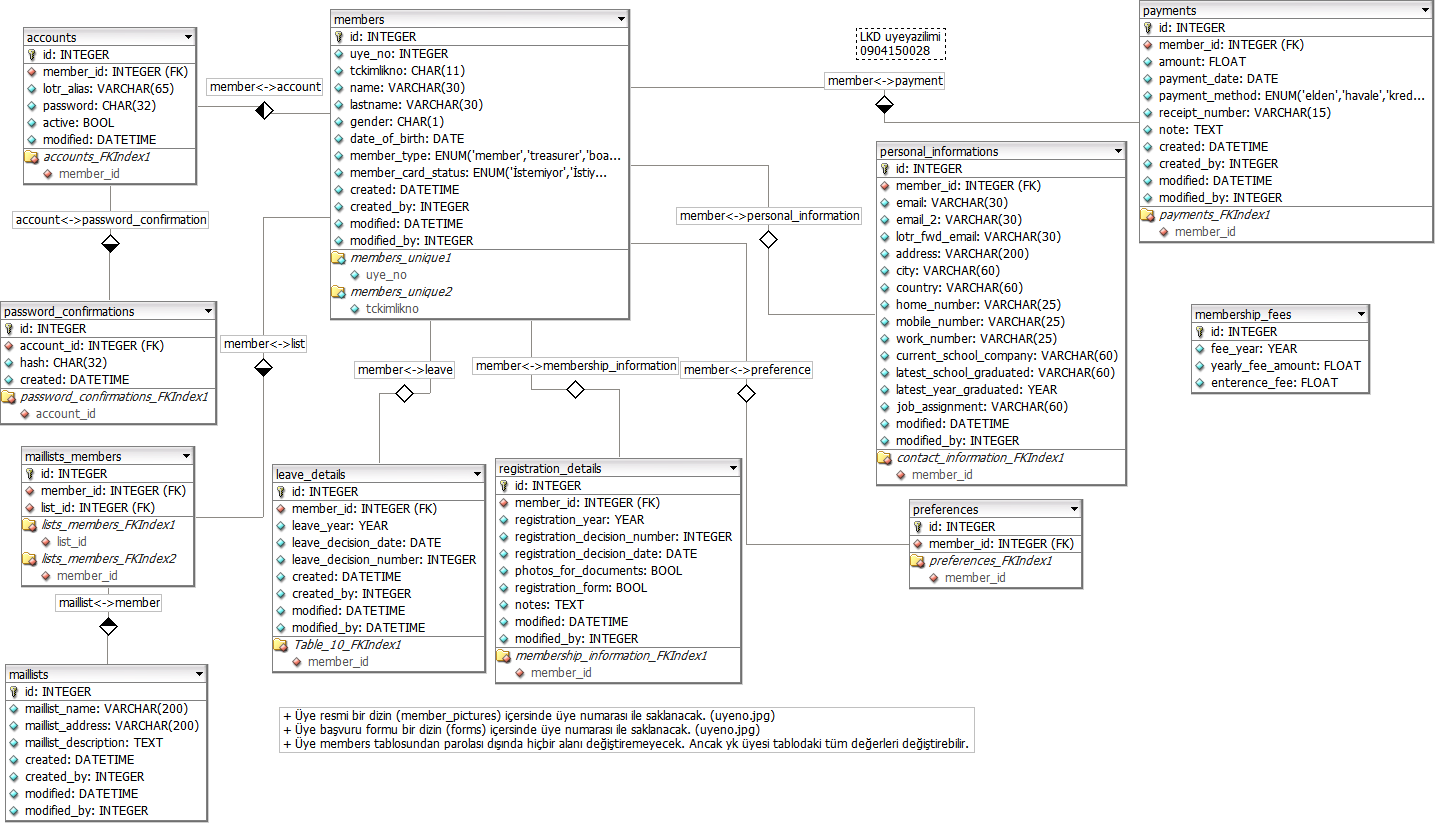 accounts
id: INTEGER
member_id: INTEGER (FK)
lotr_alias: VARCHAR(65)
password: CHAR(32)
active: BOOL
modified: DATETIME
accounts_FKIndex1
member_id
member<->account
members
id: INTEGER
uye_no: INTEGER
tckimlikno: CHAR(11)
name: VARCHAR(30)
lastname: VARCHAR(30)
gender: CHAR(1)
date_of_birth: DATE
member_type: ENUM('member','treasurer','boa...
member_card_status: ENUM('İstemiyor','İstiy...
created: DATETIME
created_by: INTEGER
modified: DATETIME
modified_by: INTEGER
members_unique1
uye_no
members_unique2
tckimlikno
LKD uyeyazilimi
0904150028
member<->payment
payments
id: INTEGER
member_id: INTEGER (FK)
amount: FLOAT
payment_date: DATE
payment_method: ENUM('elden','havale','kred...
receipt_number: VARCHAR(15)
note: TEXT
created: DATETIME
created_by: INTEGER
modified: DATETIME
modified_by: INTEGER
payments_FKIndex1
member_id
personal_informations
id: INTEGER
member_id: INTEGER (FK)
email: VARCHAR(30)
email_2: VARCHAR(30)
lotr_fwd_email: VARCHAR(30)
address: VARCHAR(200)
city: VARCHAR(60)
country: VARCHAR(60)
home_number: VARCHAR(25)
mobile_number: VARCHAR(25)
work_number: VARCHAR(25)
current_school_company: VARCHAR(60)
latest_school_graduated: VARCHAR(60)
latest_year_graduated: YEAR
job_assignment: VARCHAR(60)
modified: DATETIME
modified_by: INTEGER
contact_information_FKIndex1
member_id
member<->personal_information
account<->password_confirmation
password_confirmations
id: INTEGER
account_id: INTEGER (FK)
hash: CHAR(32)
created: DATETIME
password_confirmations_FKIndex1
account_id
member<->list
member<->leave
member<->membership_information
member<->preference
membership_fees
id: INTEGER
fee_year: YEAR
yearly_fee_amount: FLOAT
enterence_fee: FLOAT
maillists_members
id: INTEGER
member_id: INTEGER (FK)
list_id: INTEGER (FK)
lists_members_FKIndex1
list_id
lists_members_FKIndex2
member_id
maillist<->member
leave_details
id: INTEGER
member_id: INTEGER (FK)
leave_year: YEAR
leave_decision_date: DATE
leave_decision_number: INTEGER
created: DATETIME
created_by: INTEGER
modified: DATETIME
modified_by: DATETIME
Table_10_FKIndex1
member_id
registration_details
id: INTEGER
member_id: INTEGER (FK)
registration_year: YEAR
registration_decision_number: INTEGER
registration_decision_date: DATE
photos_for_documents: BOOL
registration_form: BOOL
notes: TEXT
modified: DATETIME
modified_by: INTEGER
membership_information_FKIndex1
member_id
preferences
id: INTEGER
member_id: INTEGER (FK)
preferences_FKIndex1
member_id
maillists
id: INTEGER
maillist_name: VARCHAR(200)
maillist_address: VARCHAR(200)
maillist_description: TEXT
created: DATETIME
created_by: INTEGER
modified: DATETIME
modified_by: INTEGER
+ Üye resmi bir dizin (member_pictures) içersinde üye numarası ile saklanacak. (uyeno.jpg)
+ Üye başvuru formu bir dizin (forms) içersinde üye numarası ile saklanacak. (uyeno.jpg)
+ Üye members tablosundan parolası dışında hiçbir alanı değiştiremeyecek. Ancak yk üyesi tablodaki tüm değerleri değiştirebilir.